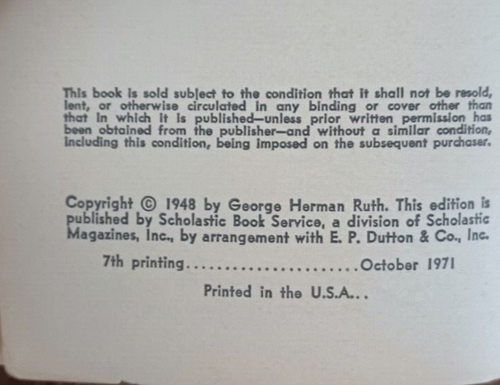 This book is sold subject to the condition that it shall not be resold,
lent, or otherwise circulated in any binding or cover other than
that in which it is published—unless prior written permission has
been obtained from the publisher—and without a similar condition,
including this condition, being imposed on the subsequent purchaser.
Copyright © 1948 by George Herman Ruth. This edition is
published by Scholastic Book Service, a division of Scholastic
Magazines, Inc., by arrangement with E. P. Dutton & Co., Inc.
7th printing......................October 1971
Printed in the U.S.A...